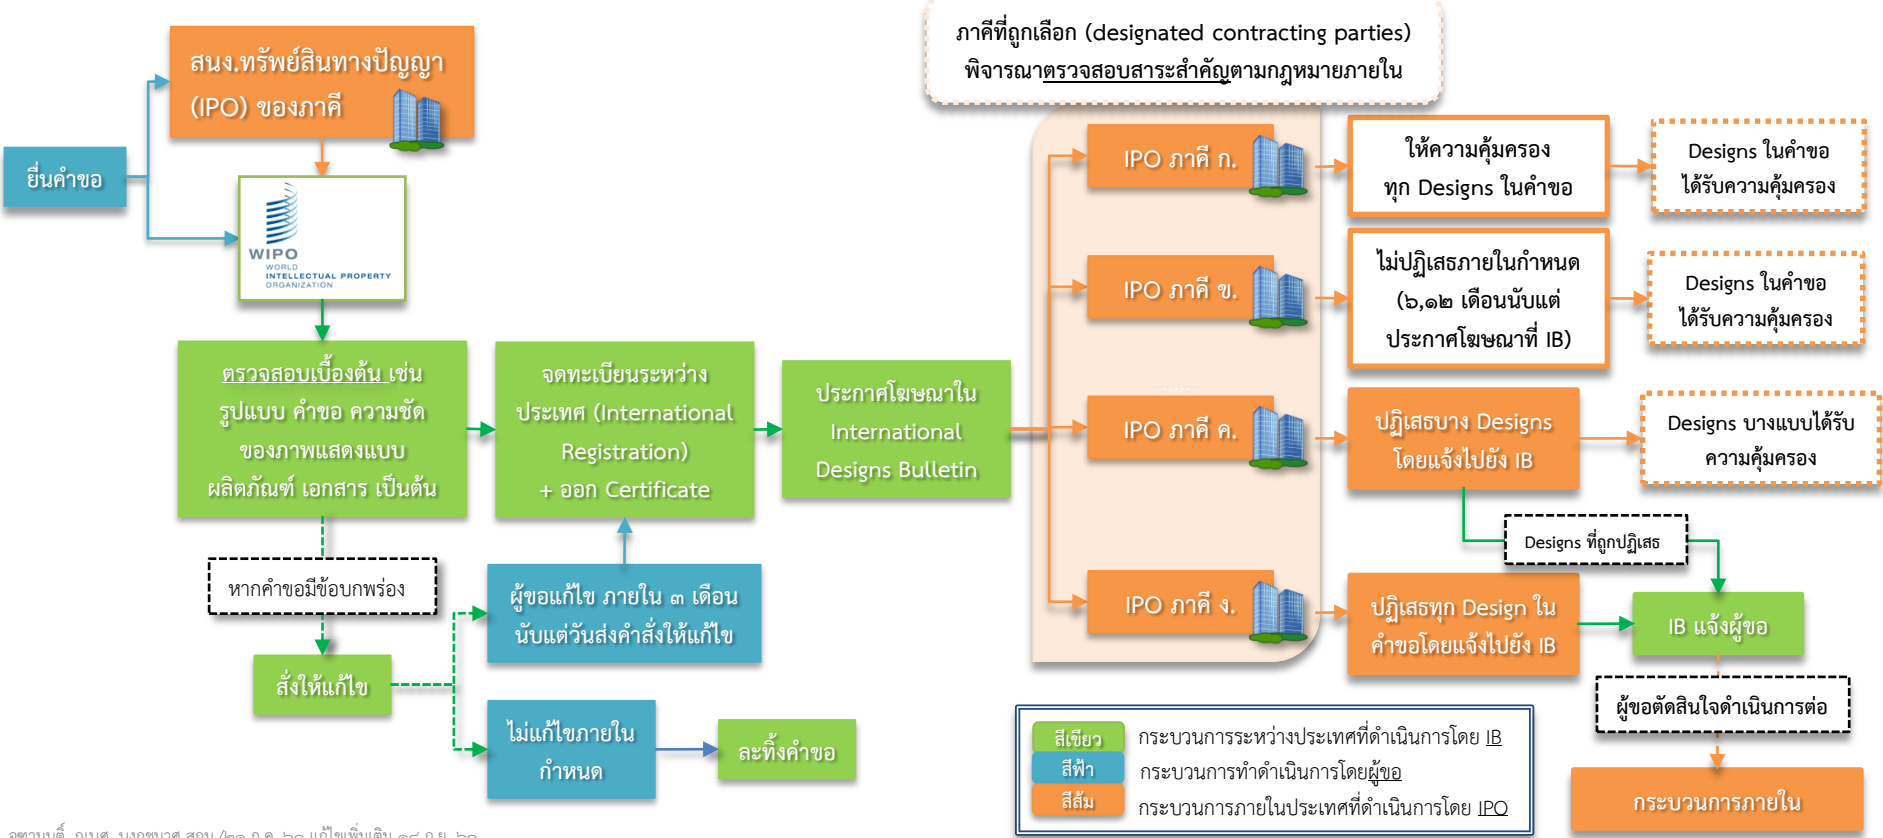 ภาคีที่ถูกเลือก (designated contracting parties)
พิจารณาตรวจสอบสาระสำคัญตามกฎหมายภายใน
สนง.ทรัพย์สินทางปัญญา
(IPO) ของภาคี
ยื่นคำขอ
WIPO
WORLD
INTELLECTUAL PROPERTY
ORGANIZATION
ตรวจสอบเบื้องต้น เช่น
รูปแบบ คำขอ ความชัด
ของภาพแสดงแบบ
ผลิตภัณฑ์ เอกสาร เป็นต้น
จดทะเบียนระหว่าง
ประเทศ (International
Registration)
+ ออก Certificate
ประกาศโฆษณาใน
International
Designs Bulletin
หากคำขอมีข้อบกพร่อง
สั่งให้แก้ไข
ผู้ขอแก้ไข ภายใน ๓ เดือน
นับแต่วันส่งคำสั่งให้แก้ไข
ไม่แก้ไขภายใน
กำหนด
ละทิ้งคำขอ
IPO ภาคี ก.
ให้ความคุ้มครอง
ทุก Designs ในคำขอ
Designs ในคำขอ
ได้รับความคุ้มครอง
IPO ภาคี ข.
ไม่ปฏิเสธภายในกำหนด
(๖,๑๒ เดือนนับแต่
ประกาศโฆษณาที่ IB)
Designs ในคำขอ
ได้รับความคุ้มครอง
.....
IPO ภาคี ค.
ปฏิเสธบาง Designs
โดยแจ้งไปยัง IB
Designs บางแบบได้รับ
ความคุ้มครอง
Designs ที่ถูกปฏิเสธ
IPO ภาคี ง.
ปฏิเสธทุก Design ใน
คำขอโดยแจ้งไปยัง IB
IB แจ้งผู้ขอ
ผู้ขอตัดสินใจดำเนินการต่อ
กระบวนการภายใน
สีเขียว กระบวนการระหว่างประเทศที่ดำเนินการโดย IB
สีฟ้า กระบวนการทำดำเนินการโดยผู้ขอ
สีส้ม กระบวนการภายในประเทศที่ดำเนินการโดย IPO